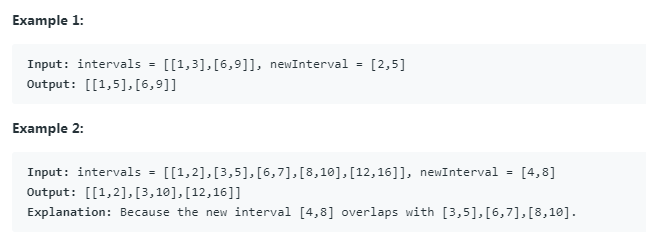 Example 1:
Input: intervals = [[1,3],[6,9]], newInterval = [2,5]
Output: [[1,5],[6,9]]
Example 2:
Input: intervals = [[1,2],[3,5],[6,7],[8,10],[12,16]], newInterval = [4,8]
Output: [[1,2],[3,10],[12,16]]
Explanation: Because the new interval [4,8] overlaps with [3,5],[6,7],[8,10].